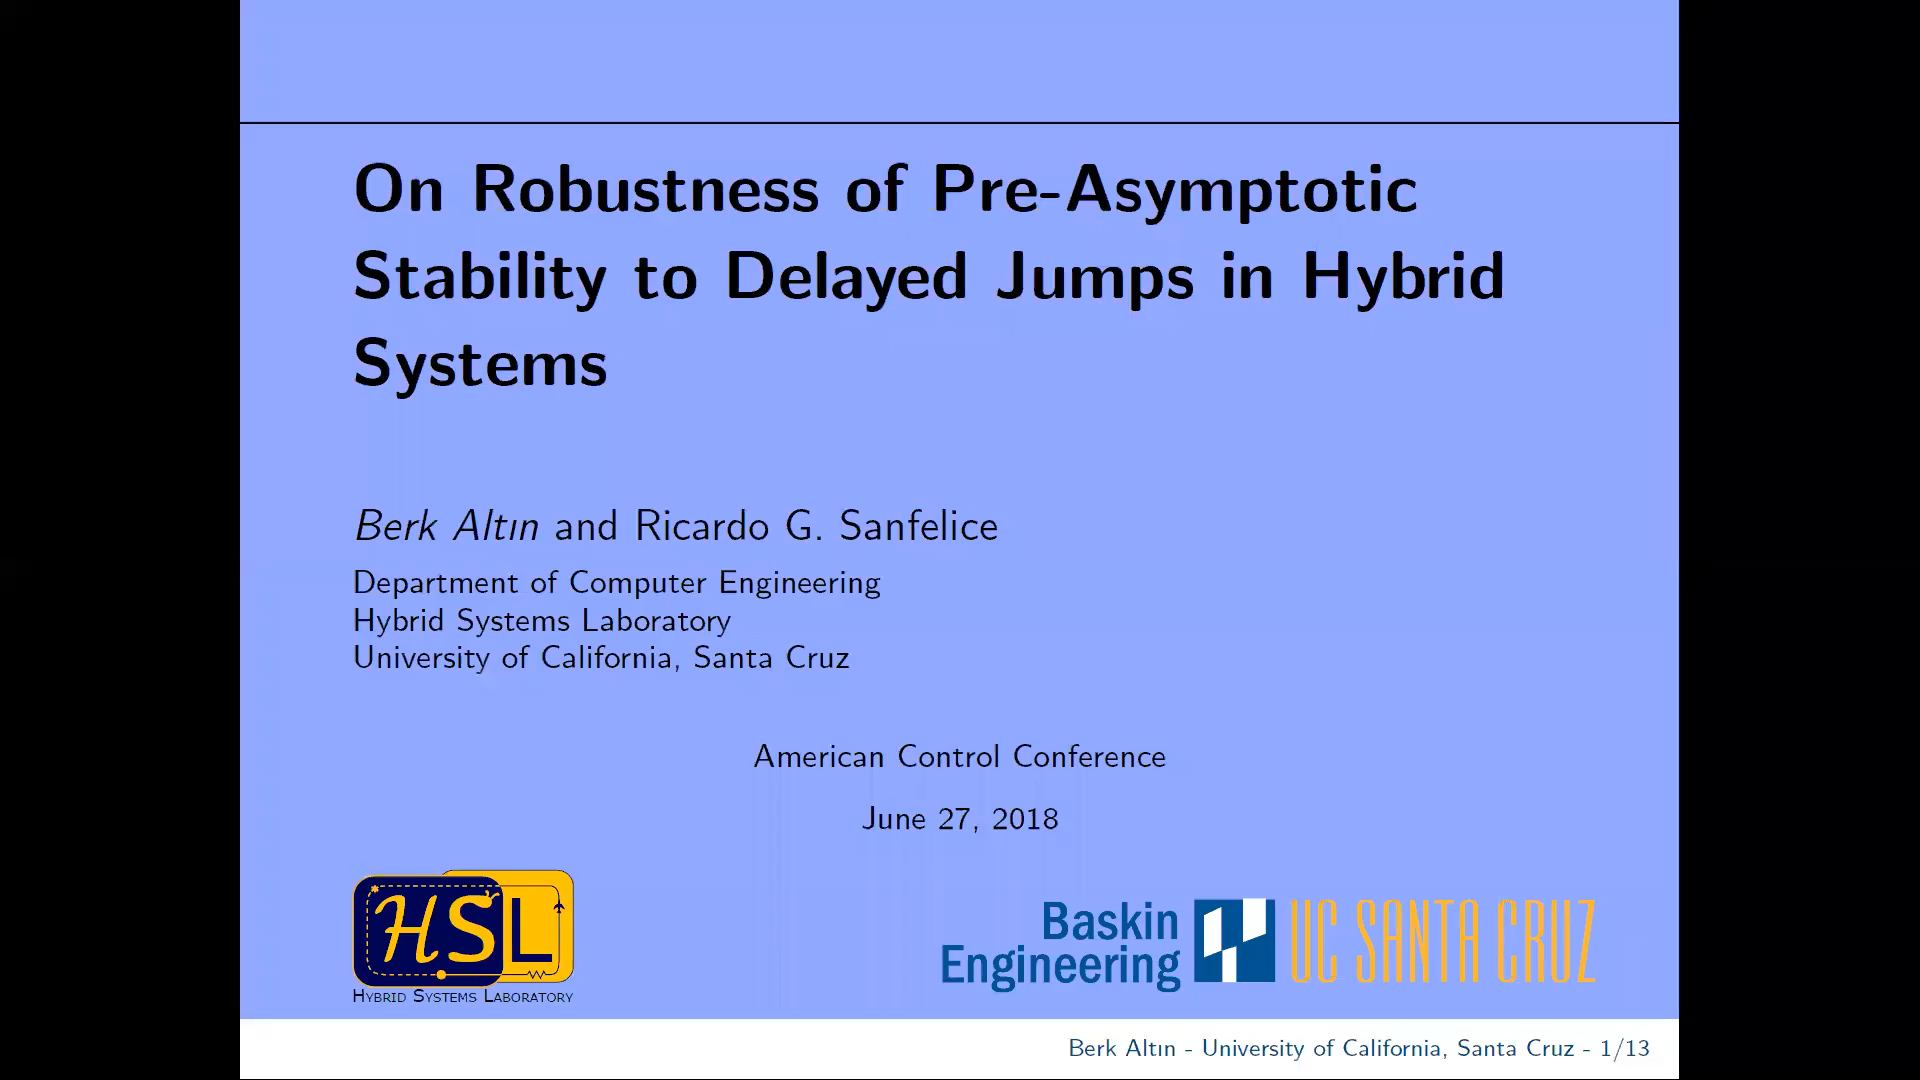 On Robustness of Pre-Asymptotic
Stability to Delayed Jumps in Hybrid
Systems
Berk Altın and Ricardo G. Sanfelice
Department of Computer Engineering
Hybrid Systems Laboratory
University of California, Santa Cruz
American Control Conference
June 27, 2018
HSL
HYBRID SYSTEMS LABORATORY
Baskin
Engineering
UC SANTA CRUZ
Berk Altın - University of California, Santa Cruz - 1/13